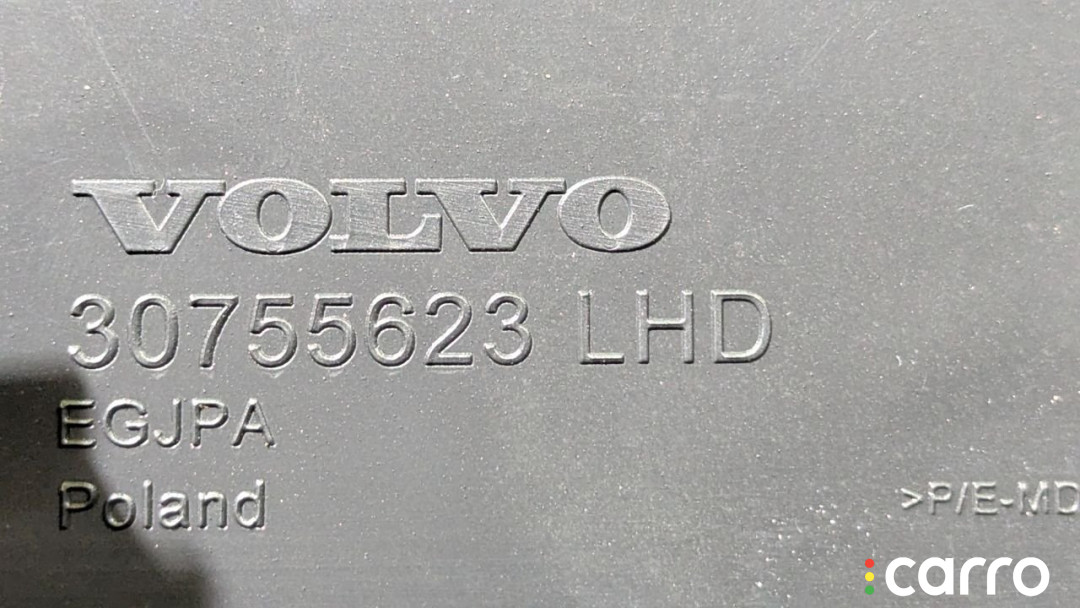 VOLVO
30755623 LHD
EGJPA
Poland
>P/E-MD
carro